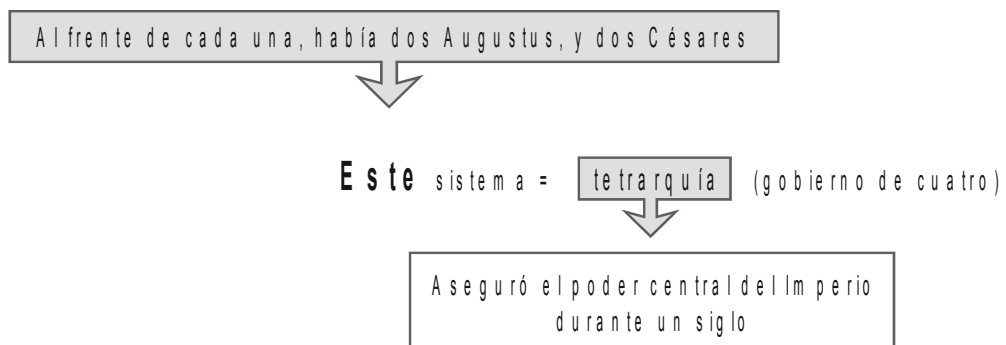 Al frente de cada una, había dos Augustus, y dos Césares
Este sistema = tetrarquía (gobierno de cuatro)
Aseguró el poder central del Imperio
durante un siglo